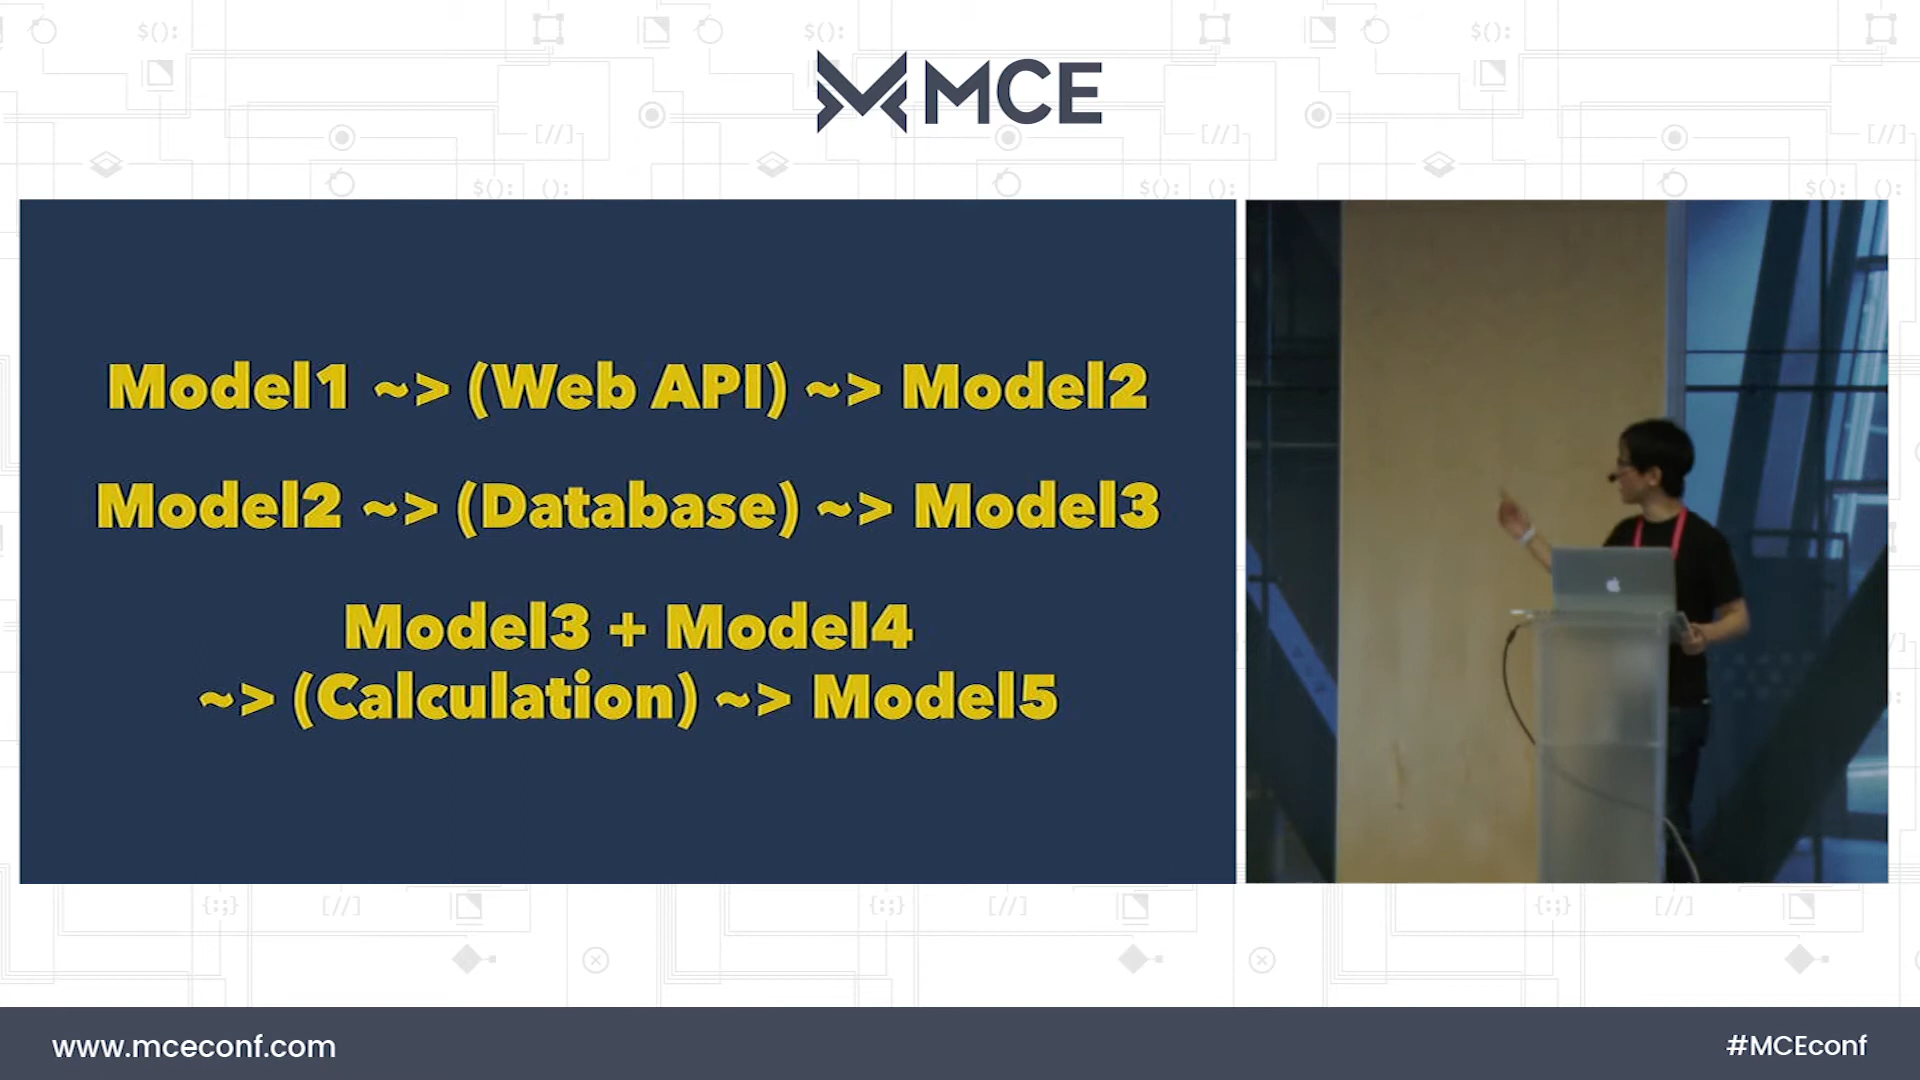 MCE
Model1 ~> (Web API) ~> Model2
Model2 ~> (Database) ~> Model3
Model3 + Model4
~> (Calculation) ~> Model5
www.mceconf.com
#MCEconf